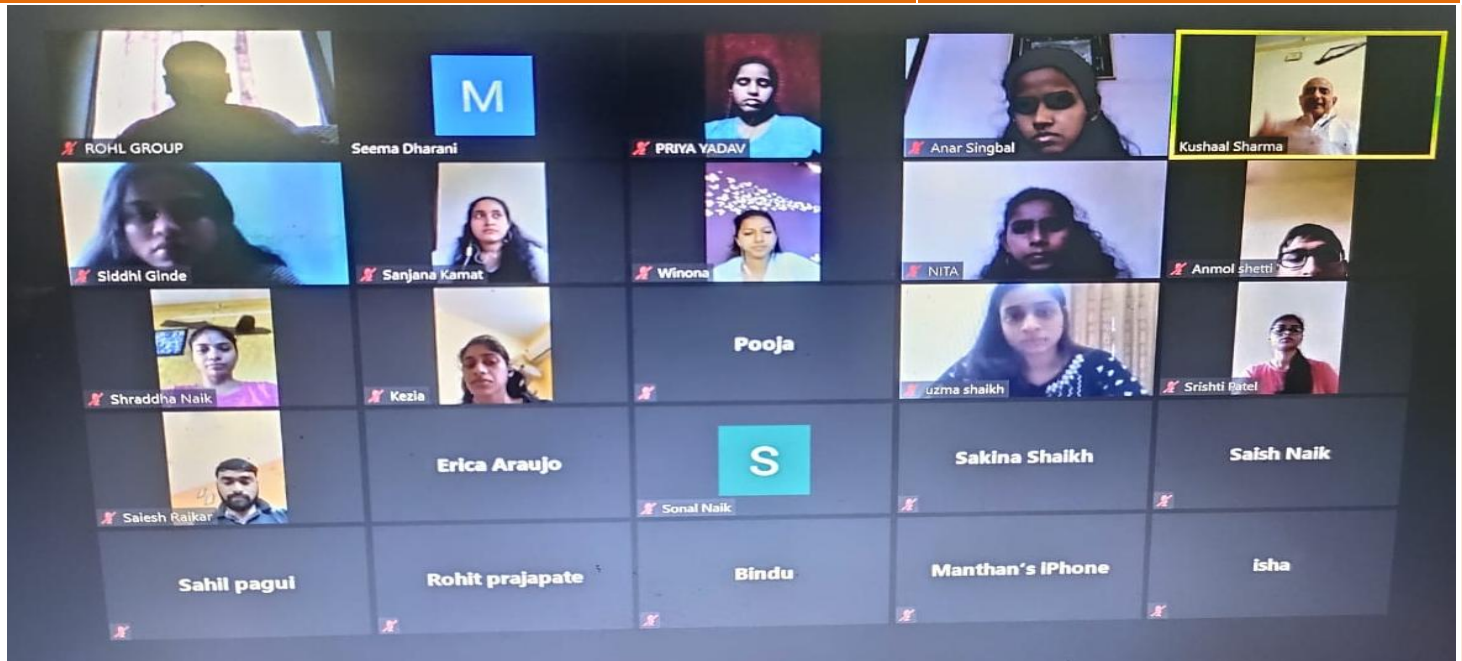 ROHL GROUP
M
Seema Dharani
PRIYA YADAV
Anar Singbal
Kushaal Sharma
Siddhi Ginde
Sanjana Kamat
Winona
NITA
Anmol shetti
Shraddha Naik
Kezia
Pooja
uzma shaikh
Srishti Patel
Saiesh Raikar
Erica Araujo
S
Sonal Naik
Sakina Shaikh
Saish Naik
Sahil pagui
Rohit prajapate
Bindu
Manthan's iPhone
isha